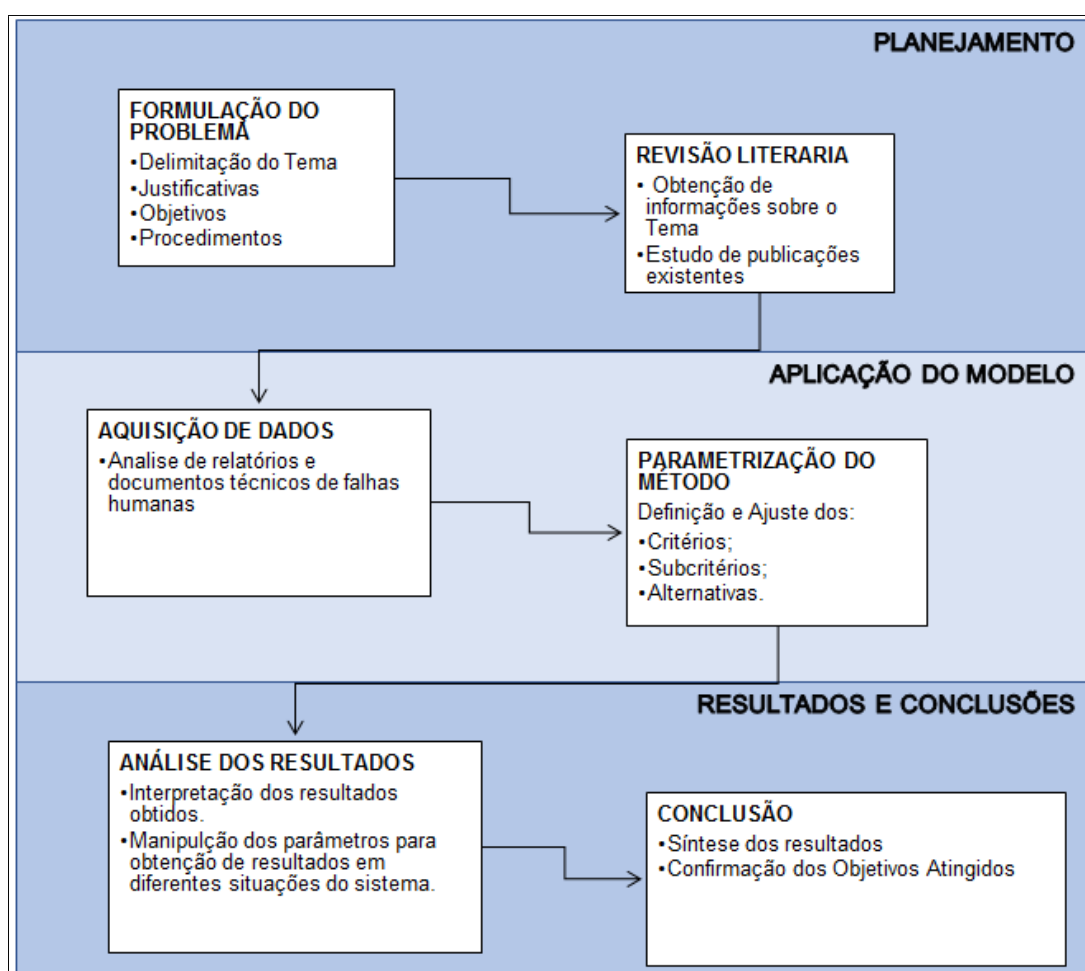 PLANEJAMENTO
FORMULAÇÃO DO
PROBLEMA
•Delimitação do Tema
•Justificativas
•Objetivos
•Procedimentos
REVISÃO LITERARIA
• Obtenção de
informações sobre o
Tema
•Estudo de publicações
existentes
APLICAÇÃO DO MODELO
AQUISIÇÃO DE DADOS
•Analise de relatórios e
documentos técnicos de falhas
humanas
PARAMETRIZAÇÃO DO
MÉTODO
Definição e Ajuste dos:
•Critérios;
•Subcritérios;
•Alternativas.
RESULTADOS E CONCLUSÕES
ANÁLISE DOS RESULTADOS
•Interpretação dos resultados
obtidos.
•Manipulção dos parâmetros para
obtenção de resultados em
diferentes situações do sistema.
CONCLUSÃO
•Síntese dos resultados
•Confirmação dos Objetivos Atingidos